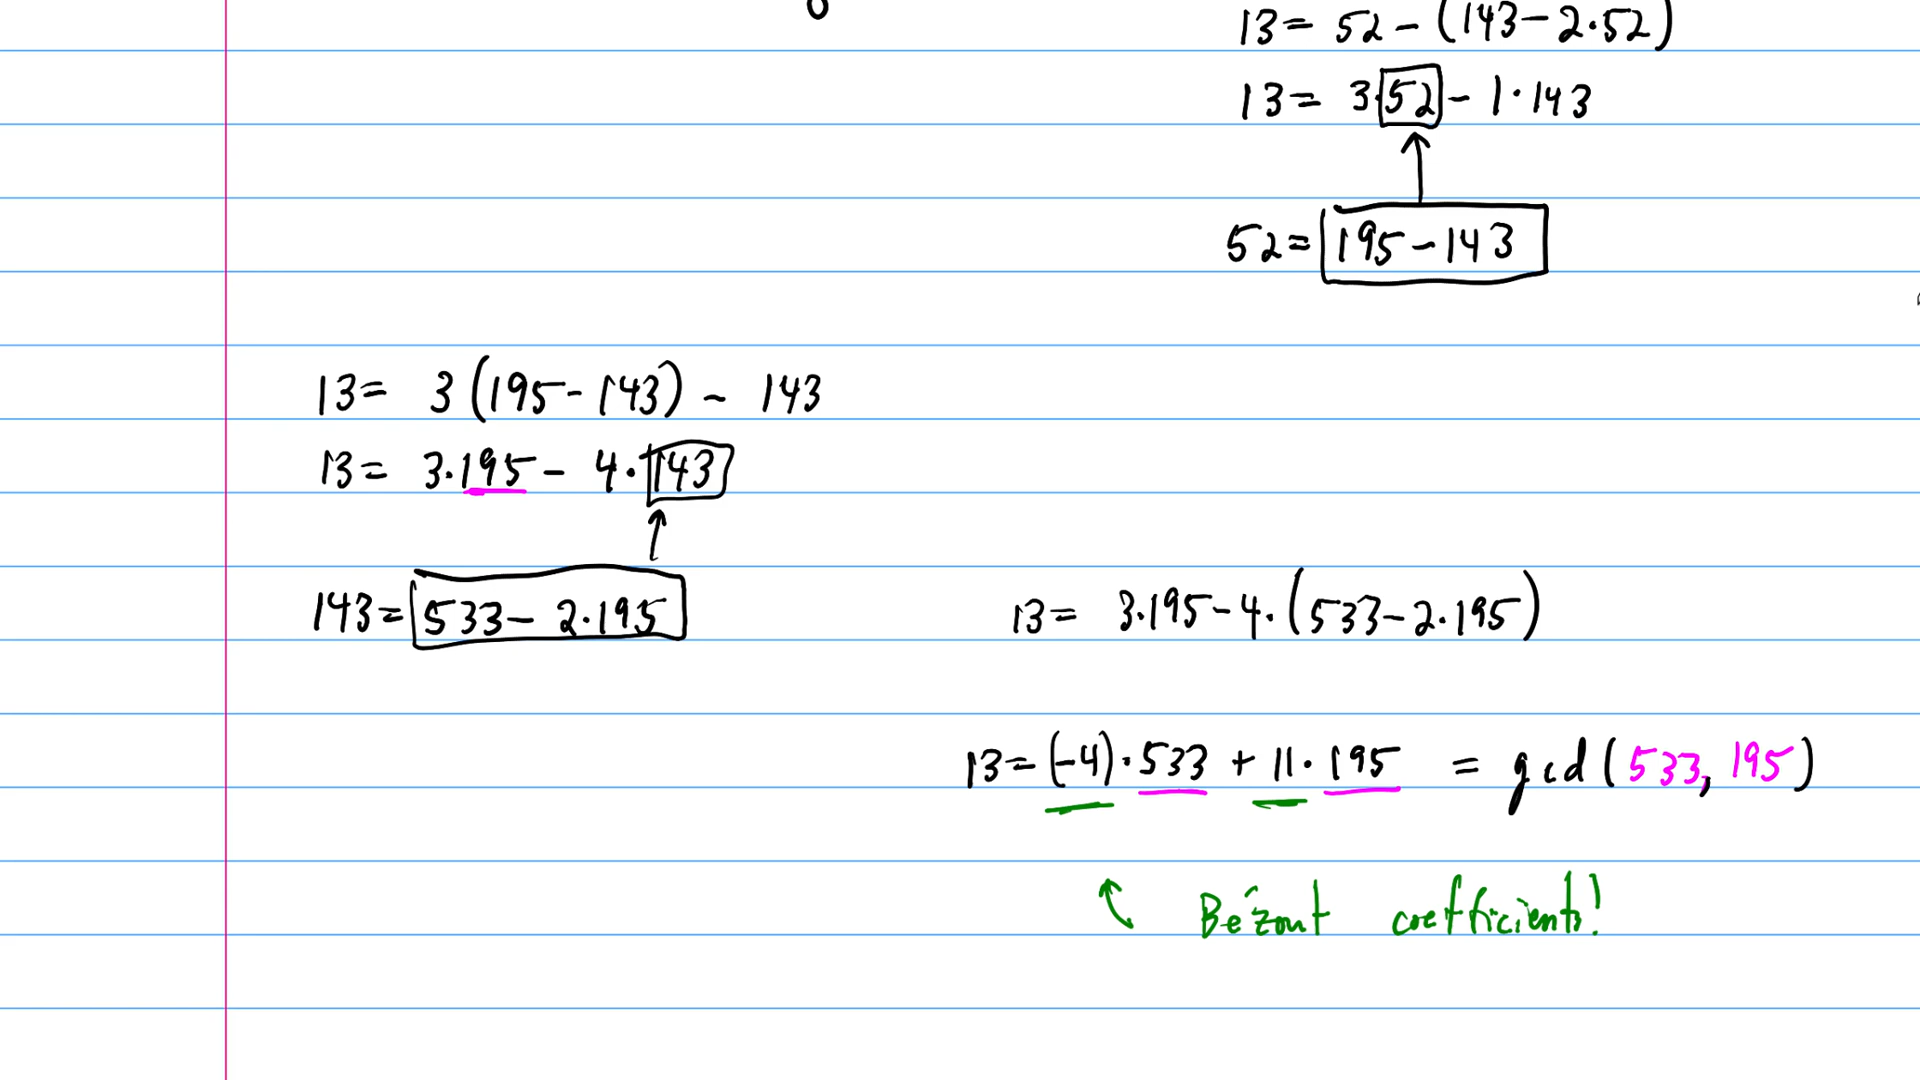 13 = 52 - (143 - 2·52)
13 = 3·52 - 1·143
52 = 195 - 143
13 = 3(195 - 143) - 143
13 = 3·195 - 4·143
143 = 533 - 2·195
13 = 3·195 - 4·(533 - 2·195)
13 = (-4)·533 + 11·195 = gcd(533, 195)
Bézout coefficients!